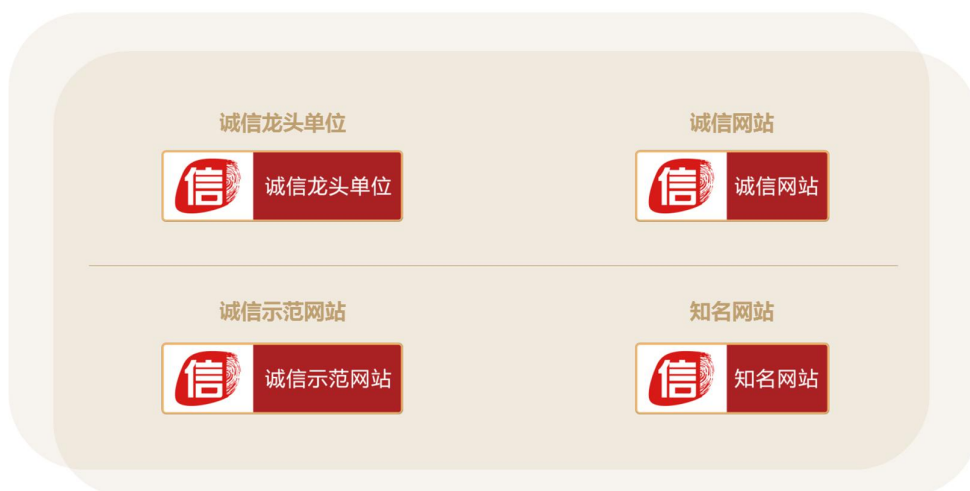 诚信龙头单位
诚信网站
信 诚信龙头单位
信 诚信网站
诚信示范网站
知名网站
信 诚信示范网站
信 知名网站